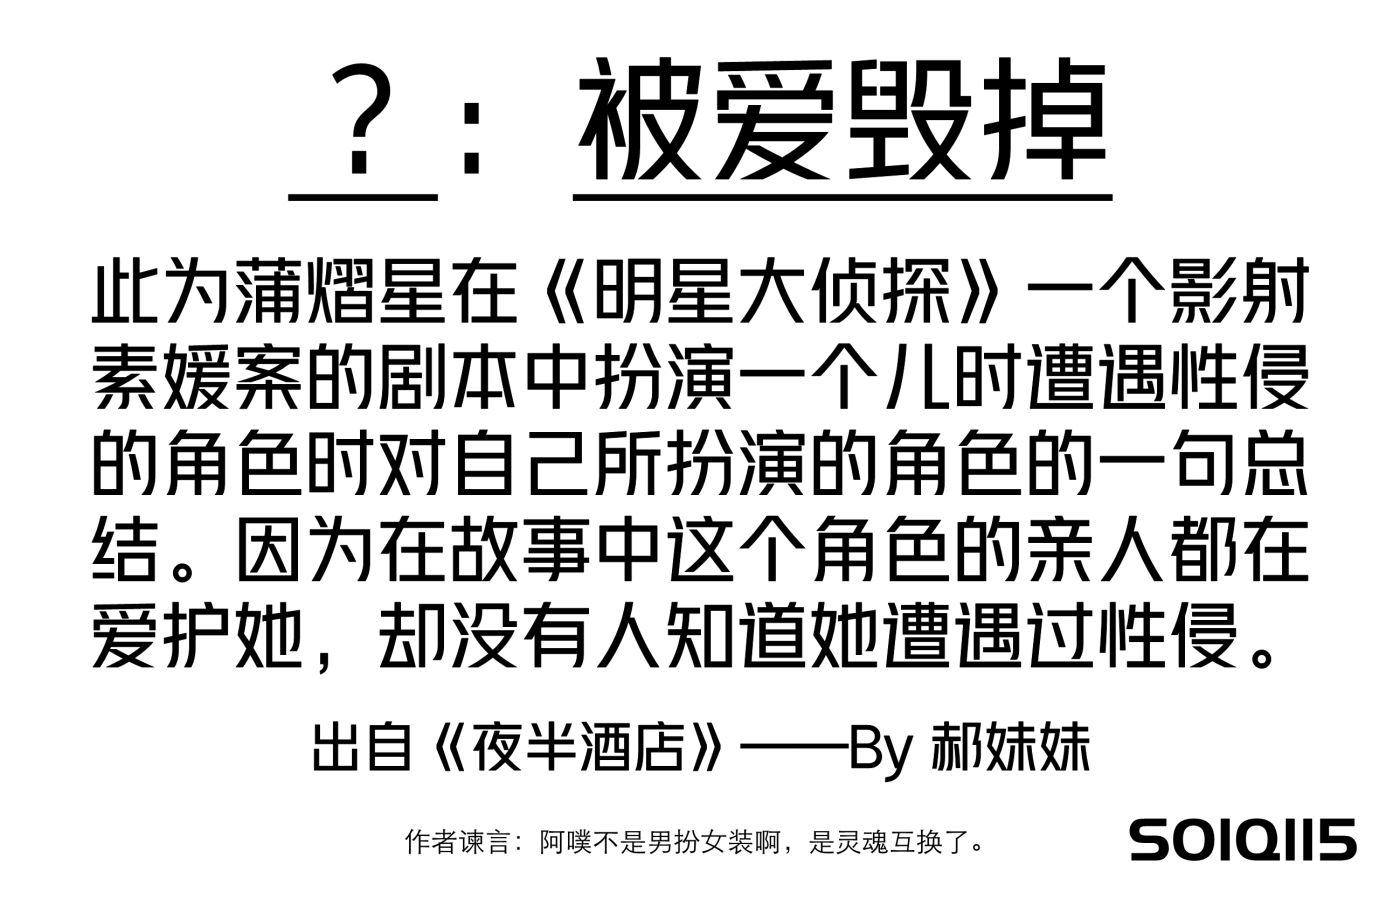 ？：被爱毁掉
此为蒲熠星在《明星大侦探》一个影射
素媛案的剧本中扮演一个儿时遭遇性侵
的角色时对自己所扮演的角色的一句总
结。因为在故事中这个角色的亲人都在
爱护她，却没有人知道她遭遇过性侵。
出自《夜半酒店》——By 郝妹妹
作者谏言：阿噗不是男扮女装啊，是灵魂互换了。
SOIQ115